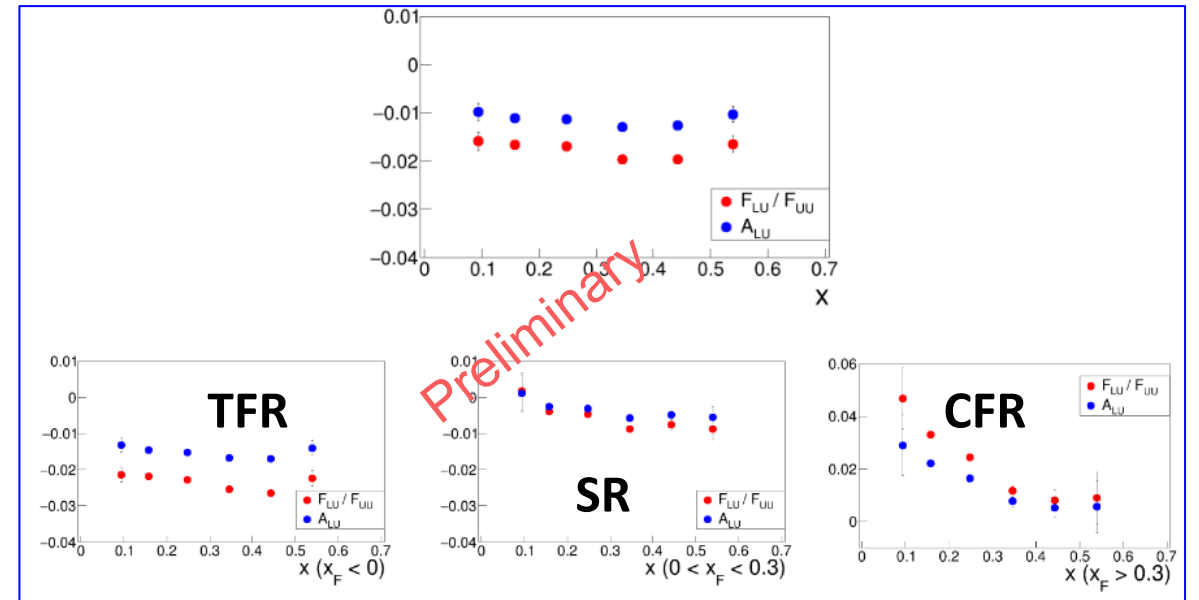 0.01
0
−0.01
−0.02
−0.03
−0.04
F_LU / F_UU
A_LU
0 0.1 0.2 0.3 0.4 0.5 0.6 0.7
x
Preliminary
0.01
0
−0.01
−0.02
−0.03
−0.04
TFR
F_LU / F_UU
A_LU
0 0.1 0.2 0.3 0.4 0.5 0.6 0.7
x (x_F < 0)
0.01
0
−0.01
−0.02
−0.03
−0.04
SR
F_LU / F_UU
A_LU
0 0.1 0.2 0.3 0.4 0.5 0.6 0.7
x (0 < x_F < 0.3)
0.06
0.04
0.02
0
CFR
F_LU / F_UU
A_LU
0 0.1 0.2 0.3 0.4 0.5 0.6 0.7
x (x_F > 0.3)